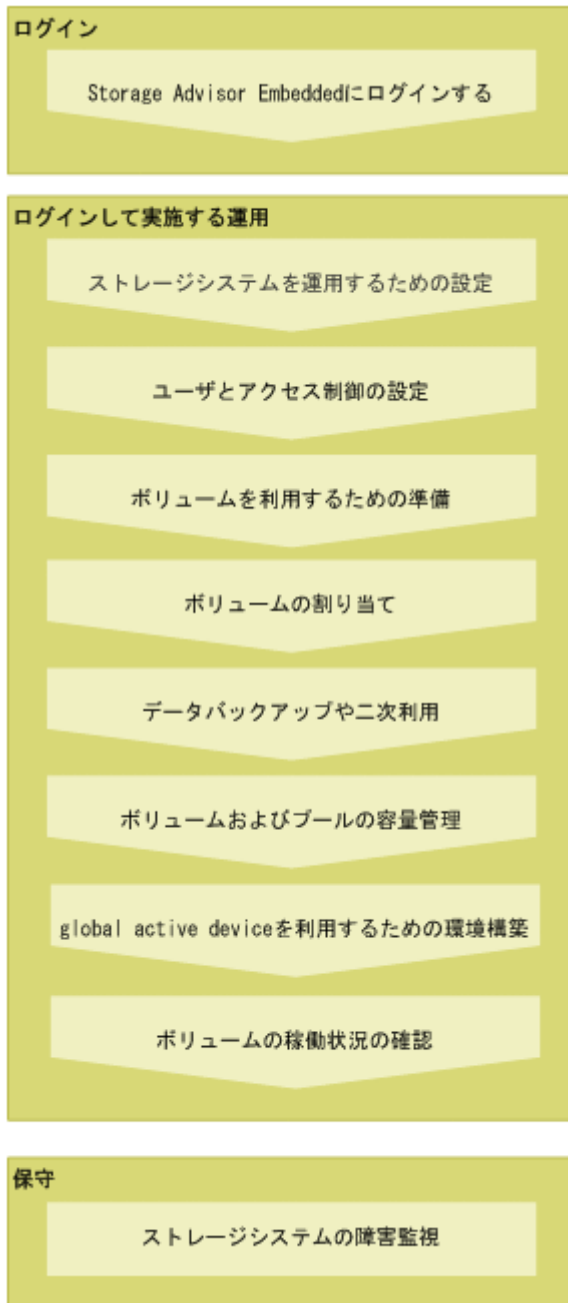 ログイン
Storage Advisor Embeddedにログインする
ログインして実施する運用
ストレージシステムを運用するための設定
ユーザとアクセス制御の設定
ボリュームを利用するための準備
ボリュームの割り当て
データバックアップや二次利用
ボリュームおよびプールの容量管理
global active deviceを利用するための環境構築
ボリュームの稼働状況の確認
保守
ストレージシステムの障害監視